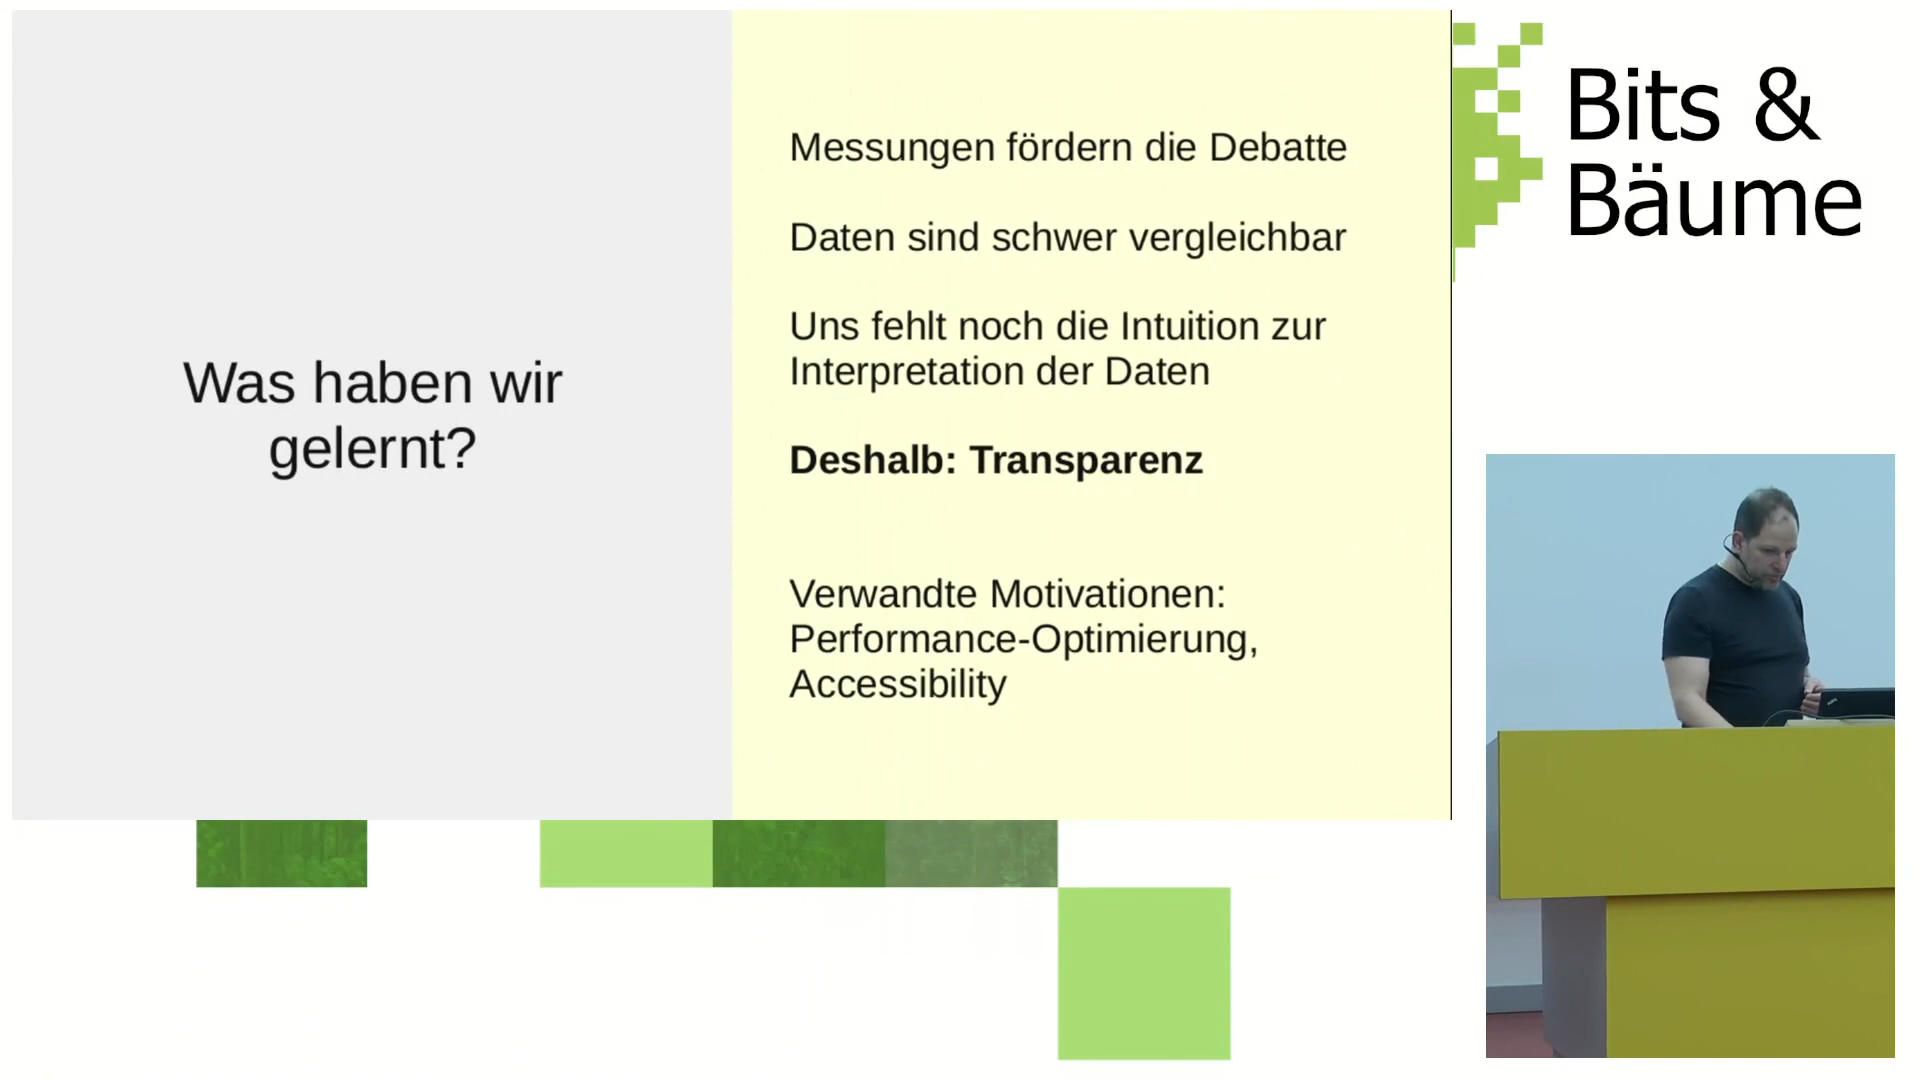 Was haben wir
gelernt?
Messungen fördern die Debatte
Daten sind schwer vergleichbar
Uns fehlt noch die Intuition zur
Interpretation der Daten
Deshalb: Transparenz
Verwandte Motivationen:
Performance-Optimierung,
Accessibility
Bits &
Bäume